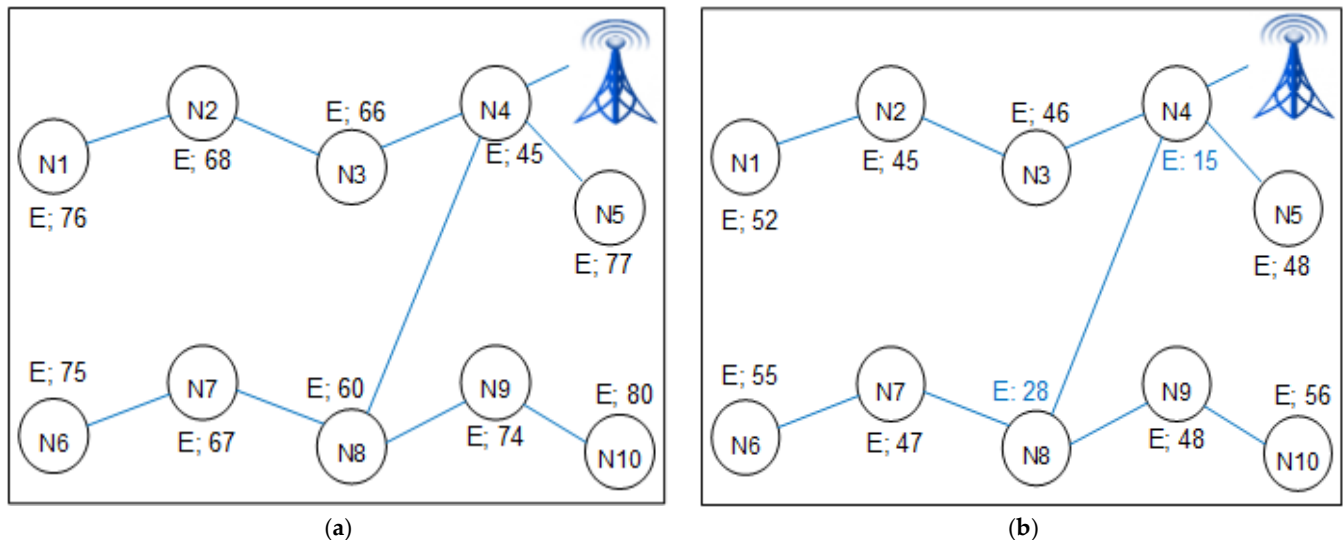 N1
E; 76
N2
E; 68
E; 66
N3
N4
E; 45
N5
E; 77
E; 75
N6
N7
E; 67
E; 60
N8
N9
E; 74
E; 80
N10
(a)
N1
E; 52
N2
E; 45
E; 46
N3
N4
E: 15
N5
E; 48
E; 55
N6
N7
E; 47
E: 28
N8
N9
E; 48
E; 56
N10
(b)